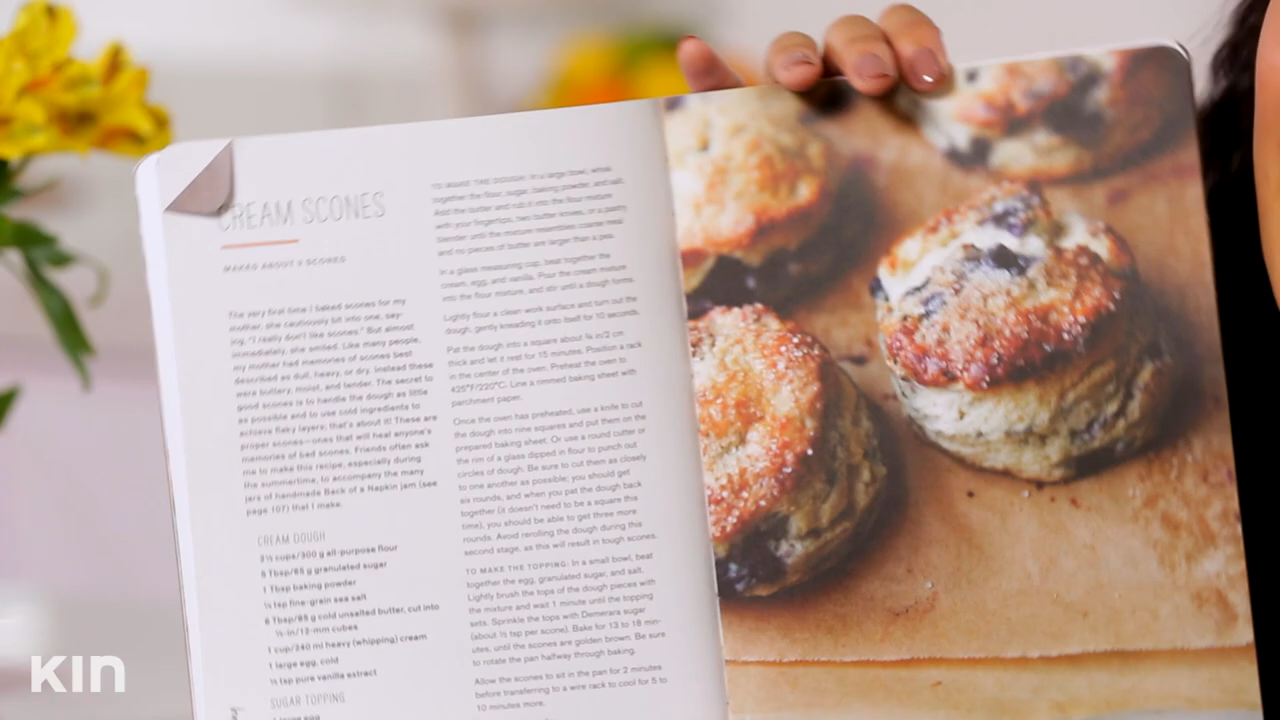 CREAM SCONES
MAKES ABOUT 9 SCONES
The very first time I baked scones for my
mother, she cautiously bit into one, say-
ing, "I really don't like scones." But almost
immediately, she smiled. Like many people,
my mother had memories of scones best
described as dull, heavy, or dry. Instead these
were buttery, moist, and tender. The secret to
good scones is to handle the dough as little
as possible and to use cold ingredients to
achieve flaky layers; that's about it! These are
proper scones—ones that will heal anyone's
memories of bad scones. Friends often ask
me to make this recipe, especially during
the summertime, to accompany the many
jars of handmade Back of a Napkin jam (see
page 107) that I make.
CREAM DOUGH
cups/300 g all-purpose flour
Tbsp/65 g granulated sugar
1 Tbsp baking powder
tsp fine-grain sea salt
6 Tbsp/85 g cold unsalted butter, cut into
½-in/12-mm cubes
1 cup/240 ml heavy (whipping) cream
1 large egg, cold
½ tsp pure vanilla extract
SUGAR TOPPING
1 large egg
TO MAKE THE DOUGH: In a large bowl, whisk
together the flour, sugar, baking powder, and salt.
Add the butter and rub it into the flour mixture
with your fingertips, two butter knives, or a pastry
blender until the mixture resembles coarse meal
and no pieces of butter are larger than a pea.
In a glass measuring cup, beat together the
cream, egg, and vanilla. Pour the cream mixture
into the flour mixture, and stir until a dough forms.
Lightly flour a clean work surface and turn out the
dough, gently kneading it onto itself for 10 seconds.
Pat the dough into a square about ¾ in/2 cm
thick and let it rest for 15 minutes. Position a rack
in the center of the oven. Preheat the oven to
425°F/220°C. Line a rimmed baking sheet with
parchment paper.
Once the oven has preheated, use a knife to cut
the dough into nine squares and put them on the
prepared baking sheet. Or use a round cutter or
the rim of a glass dipped in flour to punch out
circles of dough. Be sure to cut them as closely
to one another as possible; you should get
six rounds, and when you pat the dough back
together (it doesn't need to be a square this
time), you should be able to get three more
rounds. Avoid rerolling the dough during this
second stage, as this will result in tough scones.
TO MAKE THE TOPPING: In a small bowl, beat
together the egg, granulated sugar, and salt.
Lightly brush the tops of the dough pieces with
the mixture and wait 1 minute until the topping
sets. Sprinkle the tops with Demerara sugar
(about ½ tsp per scone). Bake for 13 to 18 min-
utes, until the scones are golden brown. Be sure
to rotate the pan halfway through baking.
Allow the scones to sit in the pan for 2 minutes
before transferring to a wire rack to cool for 5 to
10 minutes more.
KIN